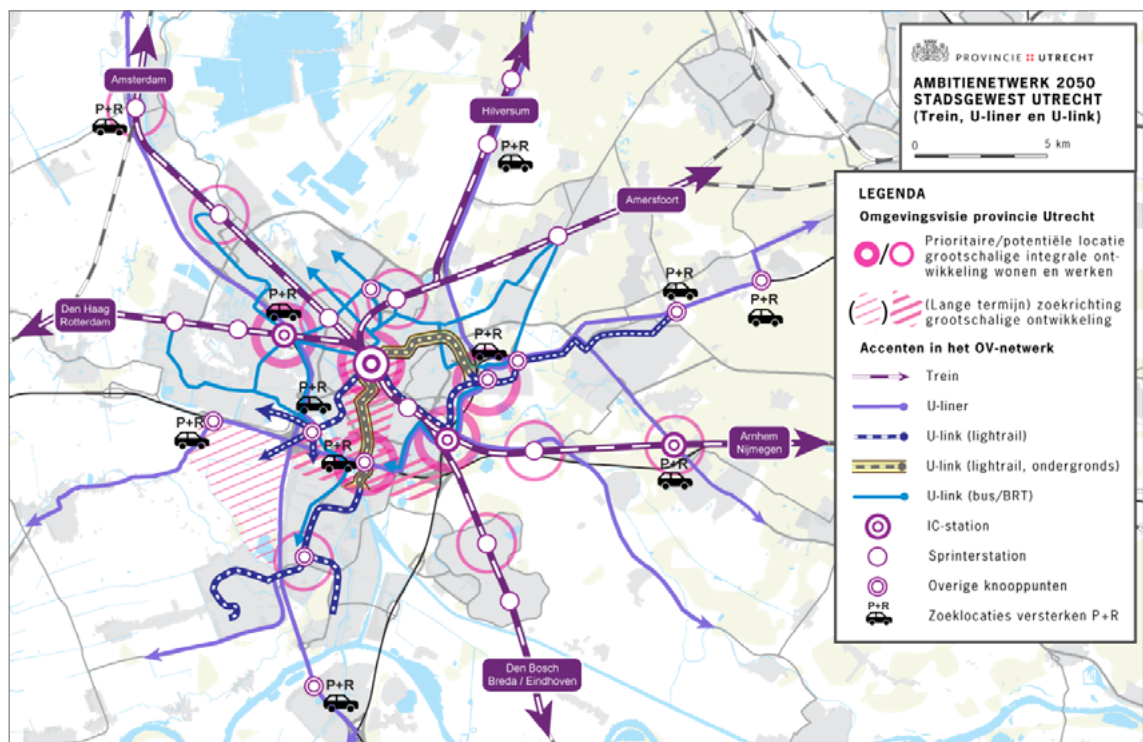 PROVINCIE UTRECHT
AMBITIENETWERK 2050
STADSGEWEST UTRECHT
(Trein, U-liner en U-link)
0 5 km
LEGENDA
Omgevingsvisie provincie Utrecht
Prioritaire/potentiële locatie
grootschalige integrale ont-
wikkeling wonen en werken
(Lange termijn) zoekrichting
grootschalige ontwikkeling
Accenten in het OV-netwerk
Trein
U-liner
U-link (lightrail)
U-link (lightrail, ondergronds)
U-link (bus/BRT)
IC-station
Sprinterstation
Overige knooppunten
P+R
Zoeklocaties versterken P+R
Amsterdam
P+R
Hilversum
P+R
Amersfoort
Den Haag
Rotterdam
P+R
P+R
P+R
P+R
P+R
P+R
P+R
P+R
Arnhem
Nijmegen
P+R
Den Bosch
Breda / Eindhoven
P+R